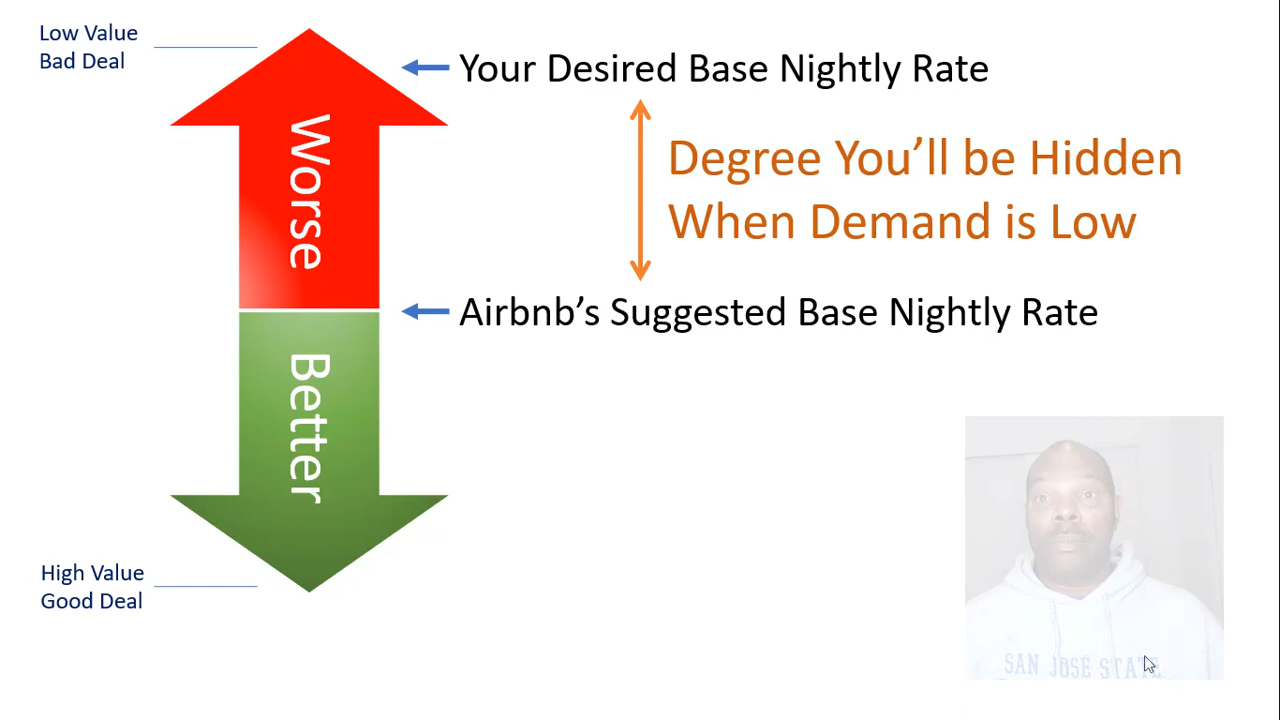 Low Value
Bad Deal
Your Desired Base Nightly Rate
Worse
Degree You’ll be Hidden
When Demand is Low
Airbnb’s Suggested Base Nightly Rate
Better
High Value
Good Deal
SAN JOSE STATE